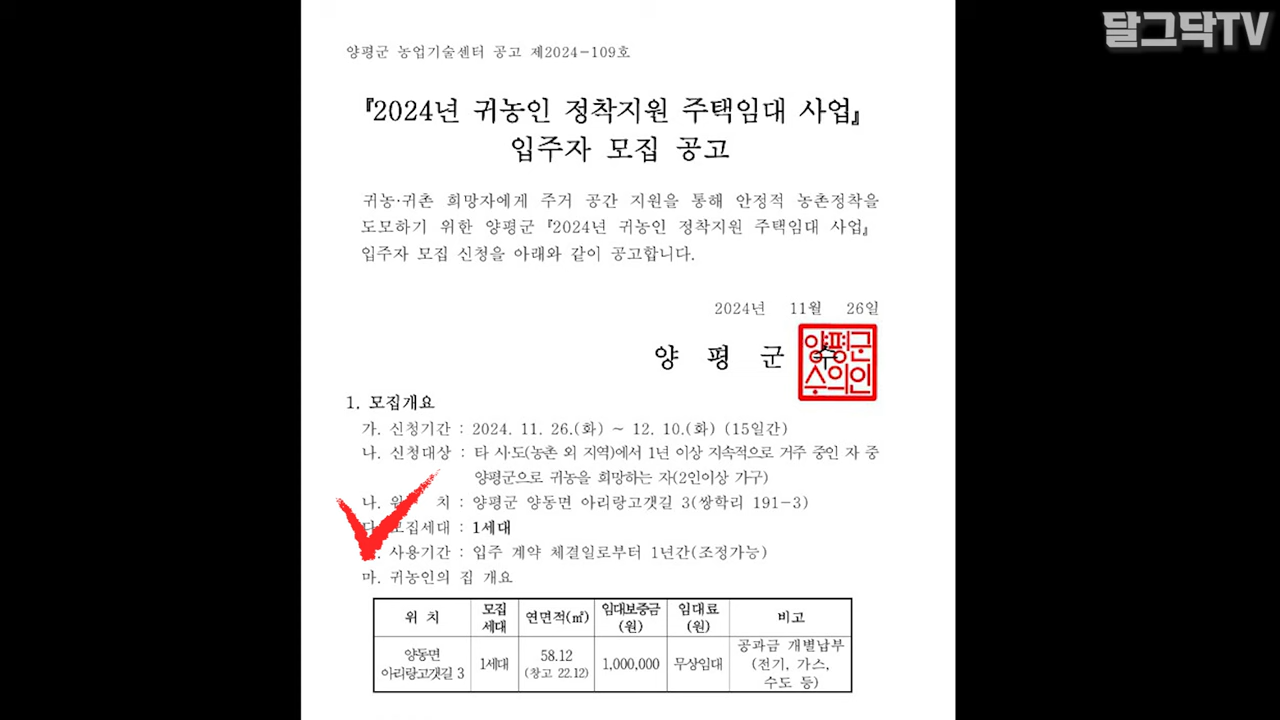 달그닥TV
양평군 농업기술센터 공고 제2024-109호
『2024년 귀농인 정착지원 주택임대 사업』
입주자 모집 공고
귀농·귀촌 희망자에게 주거 공간 지원을 통해 안정적 농촌정착을
도모하기 위한 양평군 『2024년 귀농인 정착지원 주택임대 사업』
입주자 모집 신청을 아래와 같이 공고합니다.
2024년 11월 26일
양 평 군 수
양평군
수의인
1. 모집개요
가. 신청기간 : 2024. 11. 26.(화) ~ 12. 10.(화) (15일간)
나. 신청대상 : 타 시·도(농촌 외 지역)에서 1년 이상 지속적으로 거주 중인 자 중
양평군으로 귀농을 희망하는 자(2인이상 가구)
나. 치 : 양평군 양동면 아리랑고갯길 3(쌍학리 191-3)
다. 모집세대 : 1세대
사용기간 : 입주 계약 체결일로부터 1년간(조정가능)
마. 귀농인의 집 개요
위 치 모집 세대 연면적(㎡) 임대보증금 (원) 임대료 (원) 비고
양동면 아리랑고갯길 3 1세대 58.12 (창고 22.12) 1,000,000 무상임대 공과금 개별납부 (전기, 가스, 수도 등)